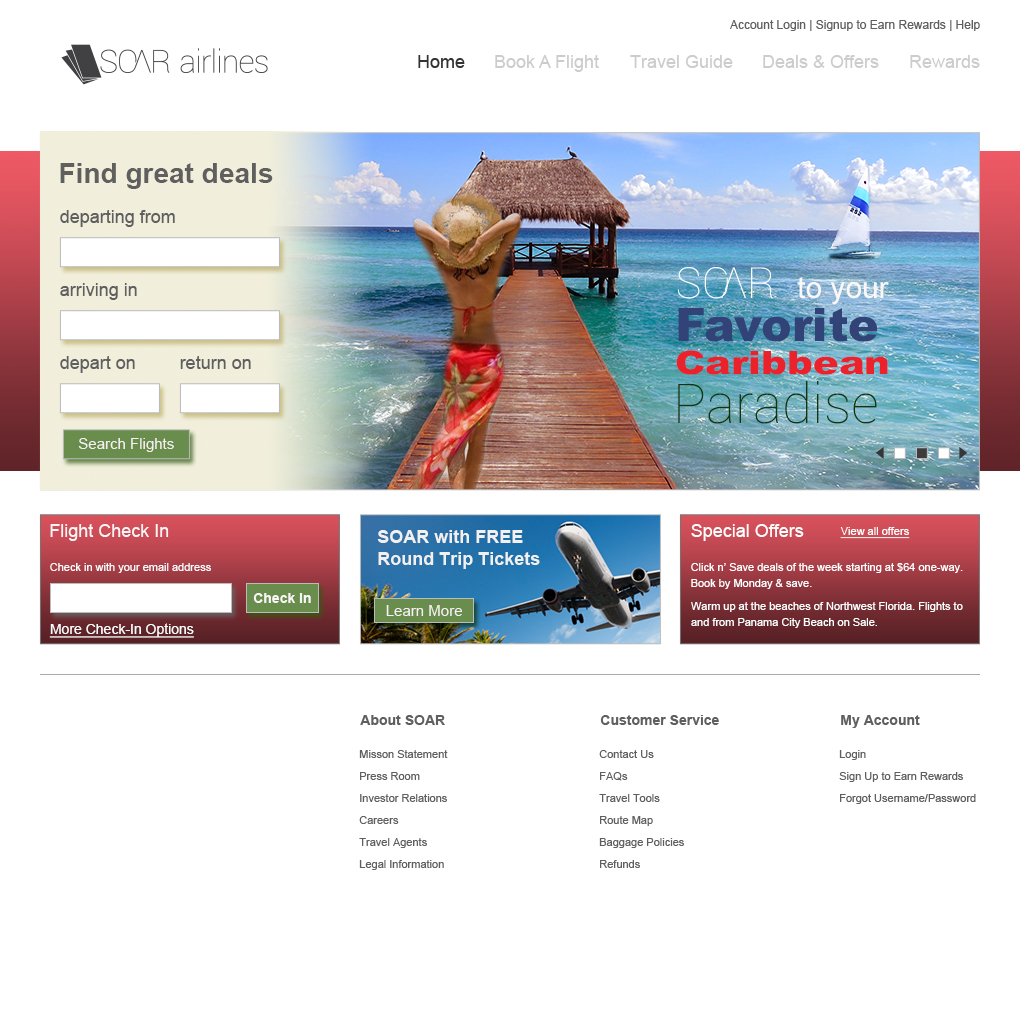 Account Login | Signup to Earn Rewards | Help
SOAR airlines
Home Book A Flight Travel Guide Deals & Offers Rewards
Find great deals
departing from
arriving in
depart on return on
Search Flights
SOAR to your
Favorite
Caribbean
Paradise
Flight Check In
Check in with your email address
Check In
More Check-In Options
SOAR with FREE
Round Trip Tickets
Learn More
Special Offers View all offers
Click n' Save deals of the week starting at $64 one-way.
Book by Monday & save.
Warm up at the beaches of Northwest Florida. Flights to
and from Panama City Beach on Sale.
About SOAR
Misson Statement
Press Room
Investor Relations
Careers
Travel Agents
Legal Information
Customer Service
Contact Us
FAQs
Travel Tools
Route Map
Baggage Policies
Refunds
My Account
Login
Sign Up to Earn Rewards
Forgot Username/Password